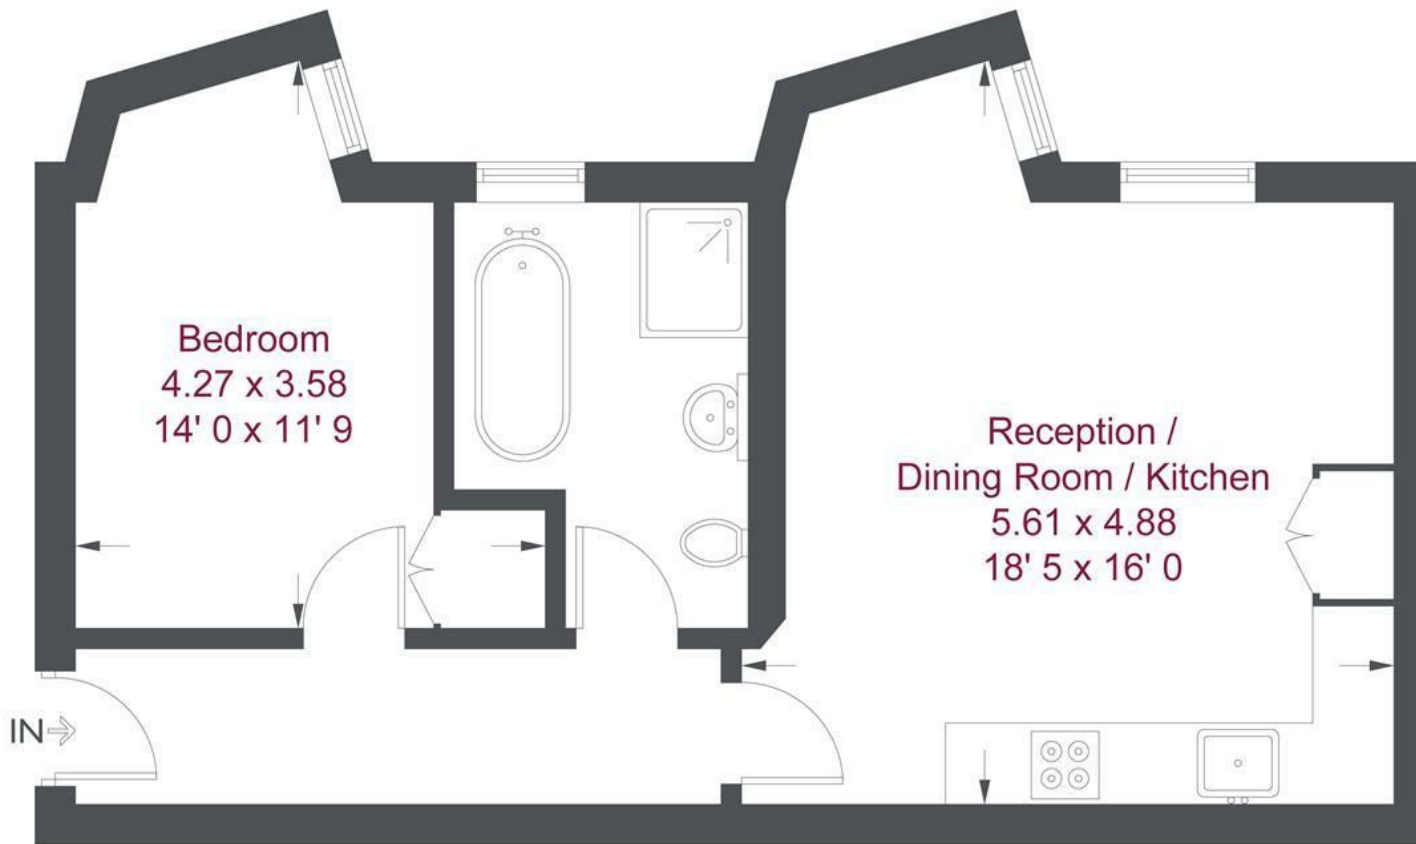 Bedroom
4.27 x 3.58
14' 0 x 11' 9
Reception /
Dining Room / Kitchen
5.61 x 4.88
18' 5 x 16' 0
IN